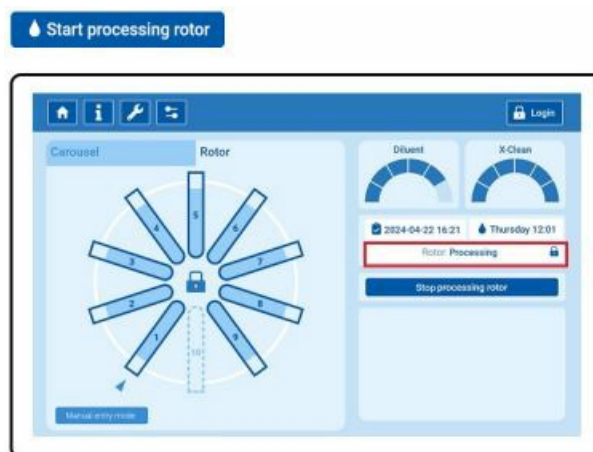 Start processing rotor
Login
Carousel
Rotor
Diluent
X-Clean
2024-04-22 16:21
Thursday 12:01
Rotor: Processing
Stop processing rotor
5
4
6
3
7
2
8
1
9
10
Manual entry mode